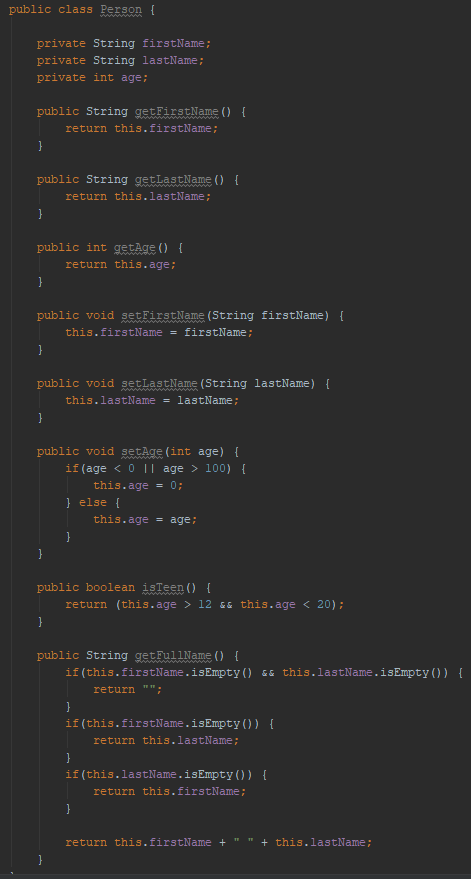 public class Person {
private String firstName;
private String lastName;
private int age;
public String getFirstName() {
return this.firstName;
}
public String getLastName() {
return this.lastName;
}
public int getAge() {
return this.age;
}
public void setFirstName(String firstName) {
this.firstName = firstName;
}
public void setLastName(String lastName) {
this.lastName = lastName;
}
public void setAge(int age) {
if(age < 0 || age > 100) {
this.age = 0;
} else {
this.age = age;
}
}
public boolean isTeen() {
return (this.age > 12 && this.age < 20);
}
public String getFullName() {
if(this.firstName.isEmpty() && this.lastName.isEmpty()) {
return "";
}
if(this.firstName.isEmpty()) {
return this.lastName;
}
if(this.lastName.isEmpty()) {
return this.firstName;
}
return this.firstName + " " + this.lastName;
}